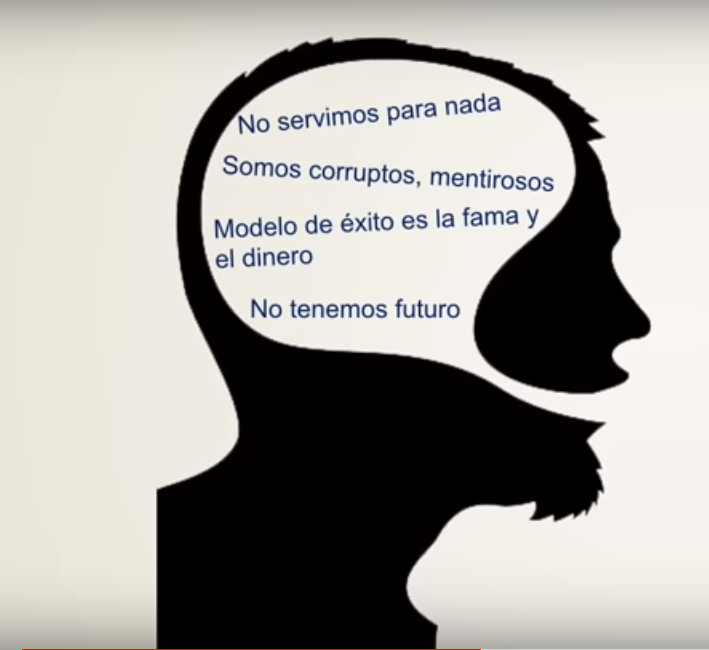 No servimos para nada
Somos corruptos, mentirosos
Modelo de éxito es la fama y
el dinero
No tenemos futuro